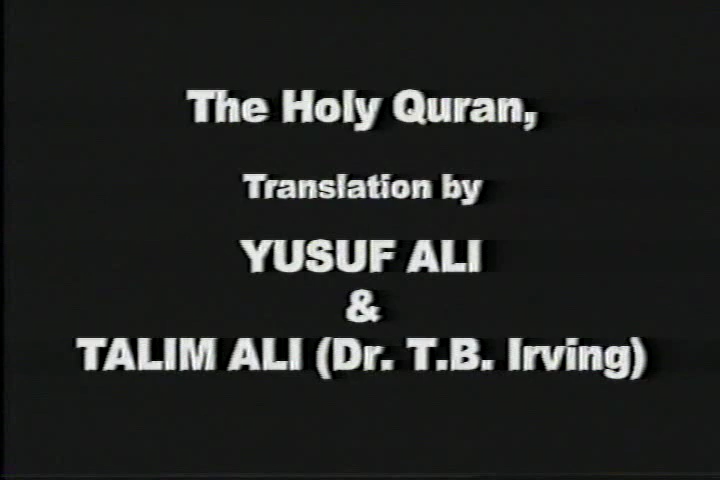 The Holy Quran,
Translation by
YUSUF ALI
&
TALIM ALI (Dr. T.B. Irving)